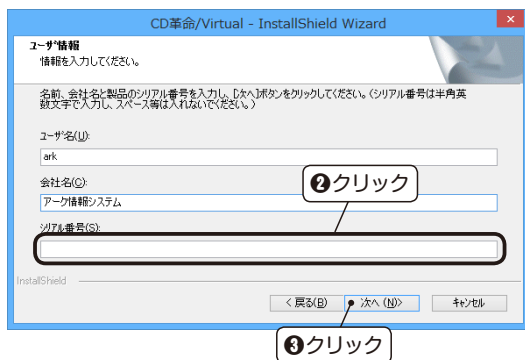 CD革命/Virtual - InstallShield Wizard
ユーザ情報
情報を入力してください。
名前、会社名と製品のシリアル番号を入力し、[次へ]ボタンをクリックしてください。（シリアル番号は半角英
数文字で入力し、スペース等は入れないでください。）
ユーザ名(U):
ark
会社名(C):
❷クリック
アーク情報システム
シリアル番号(S):
InstallShield
< 戻る(B)
次へ (N)>
キャンセル
❸クリック